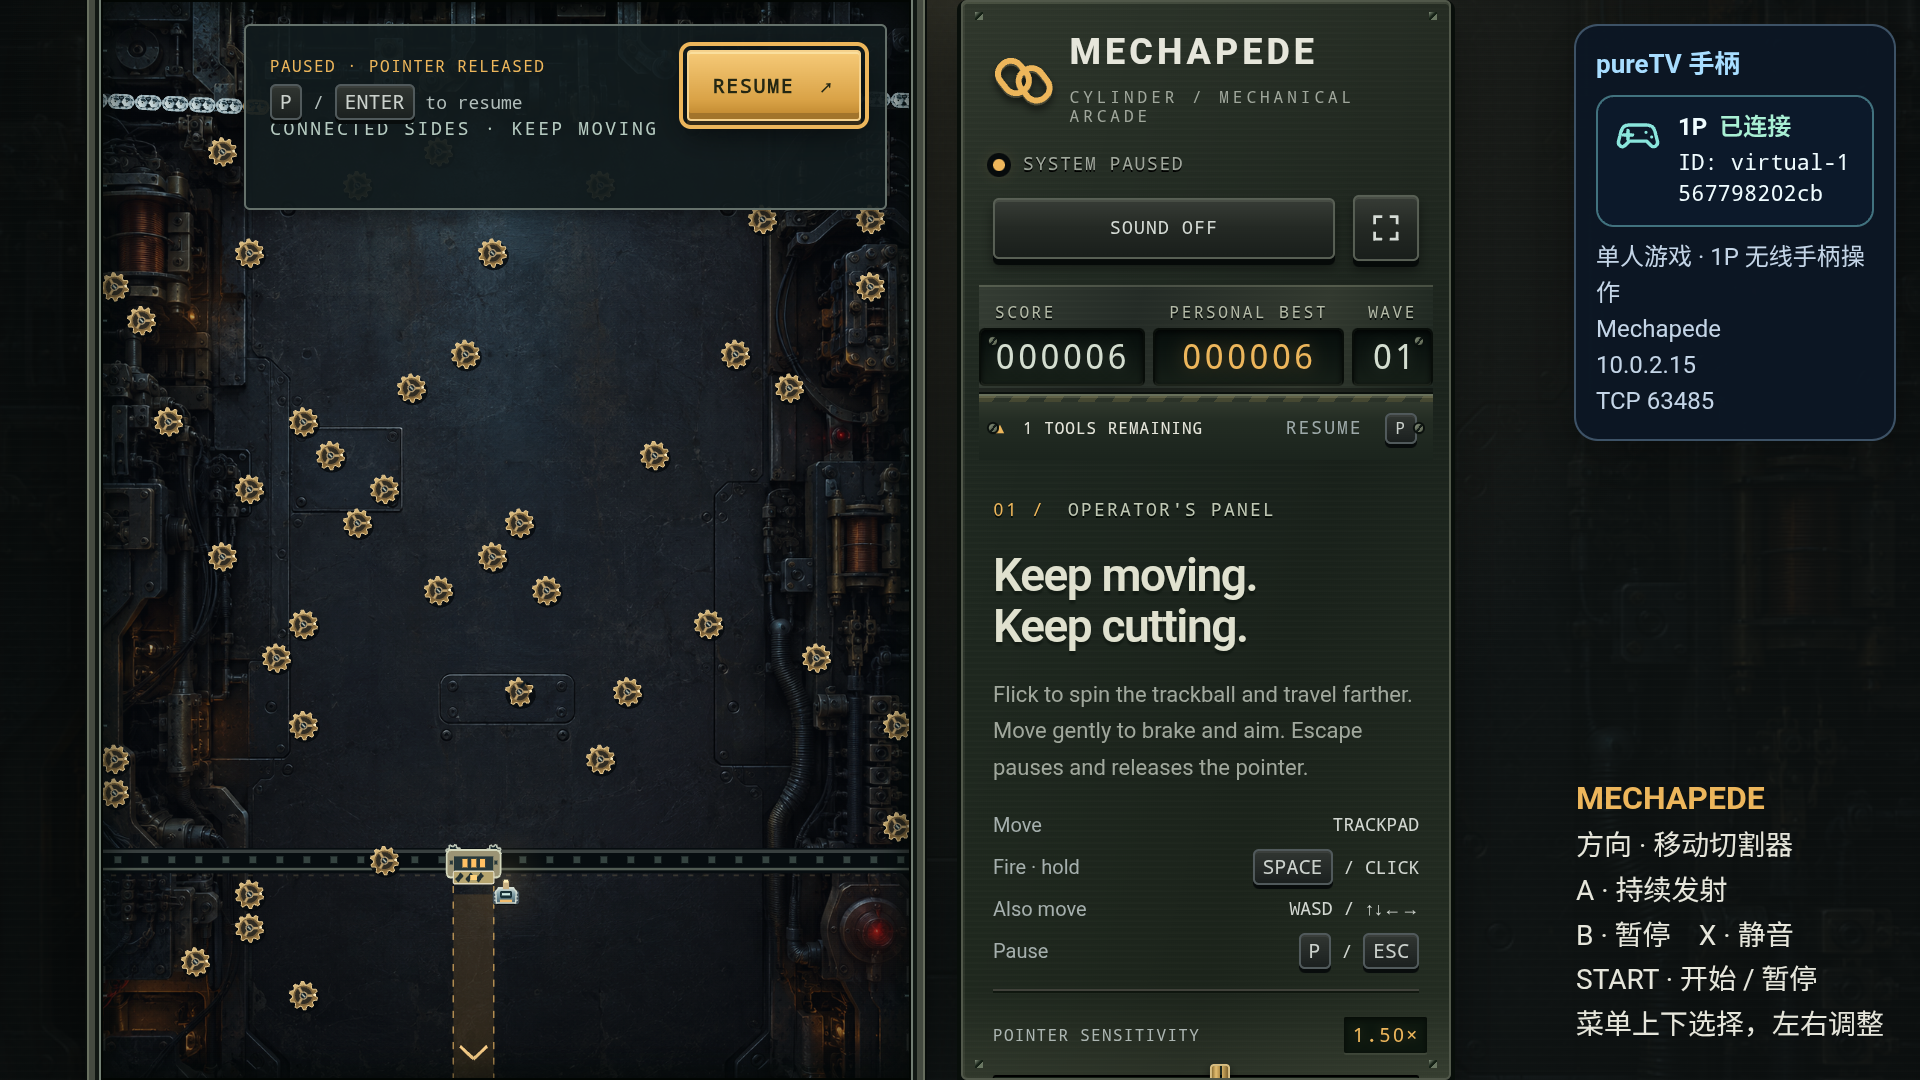 PAUSED · POINTER RELEASED
P / ENTER to resume
CONNECTED SIDES · KEEP MOVING
RESUME ↗
MECHAPEDE
CYLINDER / MECHANICAL
ARCADE
SYSTEM PAUSED
SOUND OFF
SCORE PERSONAL BEST WAVE
000006 000006 01
1 TOOLS REMAINING RESUME P
01 / OPERATOR'S PANEL
Keep moving.
Keep cutting.
Flick to spin the trackball and travel farther.
Move gently to brake and aim. Escape
pauses and releases the pointer.
Move TRACKPAD
Fire · hold SPACE / CLICK
Also move WASD / ↑↓←→
Pause P / ESC
POINTER SENSITIVITY 1.50×
pureTV 手柄
1P 已连接
ID: virtual-1
567798202cb
单人游戏 · 1P 无线手柄操
作
Mechapede
10.0.2.15
TCP 63485
MECHAPEDE
方向 · 移动切割器
A · 持续发射
B · 暂停 X · 静音
START · 开始 / 暂停
菜单上下选择，左右调整